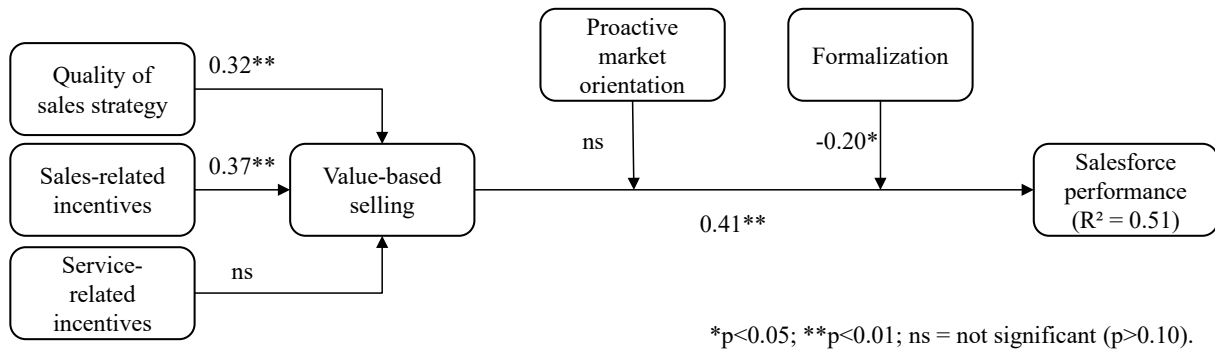 Quality of
sales strategy
0.32**
Sales-related
incentives
0.37**
Service-
related
incentives
ns
Value-based
selling
Proactive
market
orientation
ns
Formalization
-0.20*
0.41**
Salesforce
performance
(R² = 0.51)
*p<0.05; **p<0.01; ns = not significant (p>0.10).